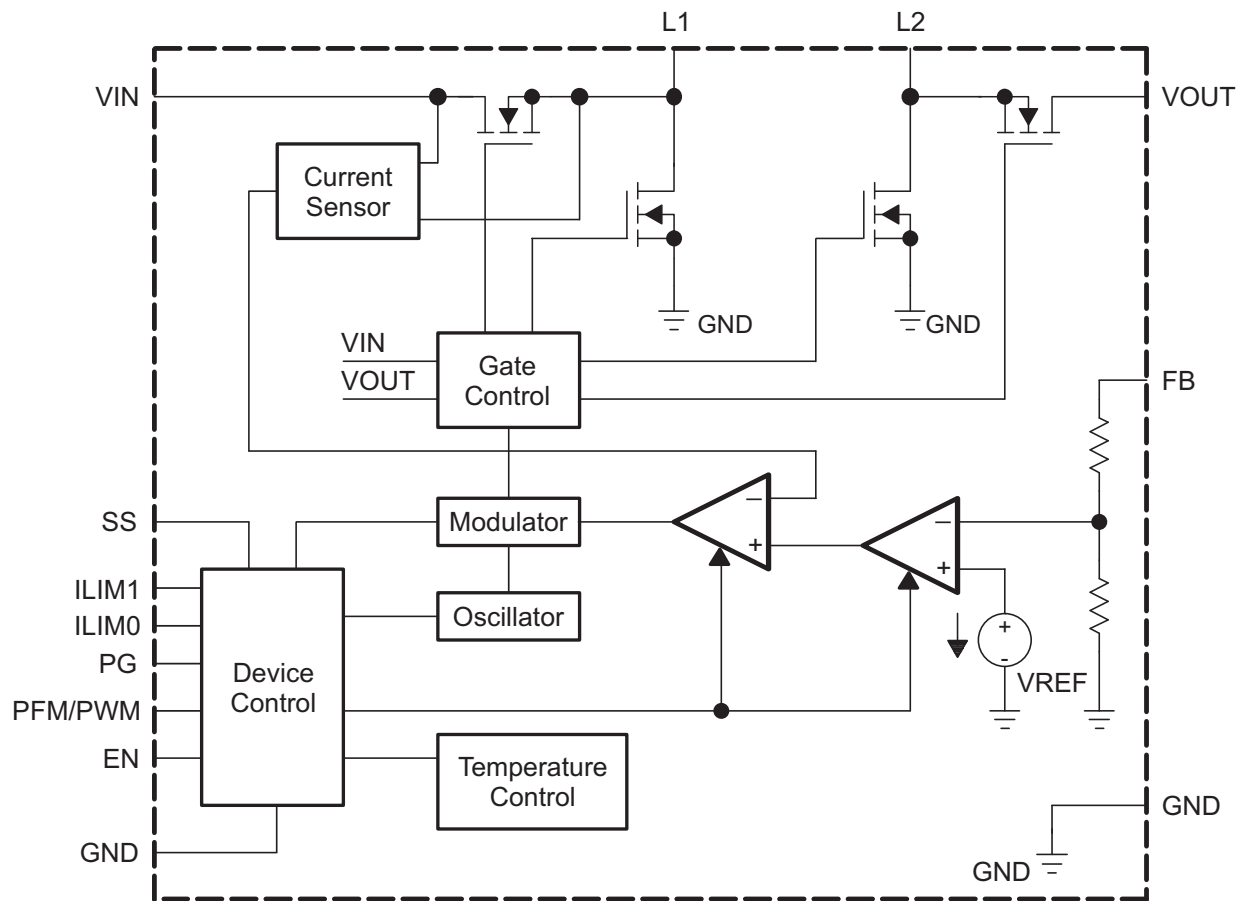 L1
L2
VIN
VOUT
Current
Sensor
GND
GND
VIN
VOUT
Gate
Control
FB
SS
Modulator
−
+
−
+
ILIM1
ILIM0
Oscillator
PG
Device
Control
+
-
VREF
PFM/PWM
EN
Temperature
Control
GND
GND
GND